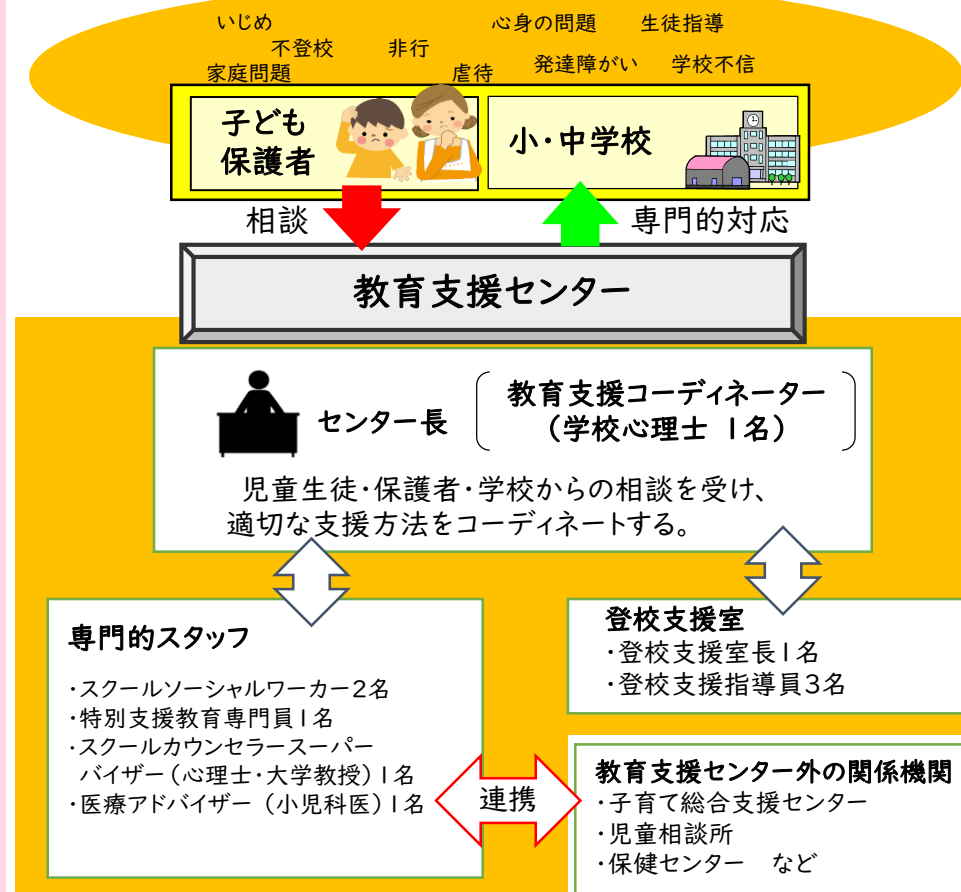 いじめ
心身の問題
生徒指導
不登校
非行
家庭問題
虐待
発達障がい
学校不信
子ども
保護者
小・中学校
相談
専門的対応
教育支援センター
センター長
教育支援コーディネーター
（学校心理士　1名）
児童生徒・保護者・学校からの相談を受け、
適切な支援方法をコーディネートする。
専門的スタッフ
・スクールソーシャルワーカー2名
・特別支援教育専門員1名
・スクールカウンセラースーパー
バイザー（心理士・大学教授）1名
・医療アドバイザー（小児科医）1名
登校支援室
・登校支援室長1名
・登校支援指導員3名
連携
教育支援センター外の関係機関
・子育て総合支援センター
・児童相談所
・保健センター　など